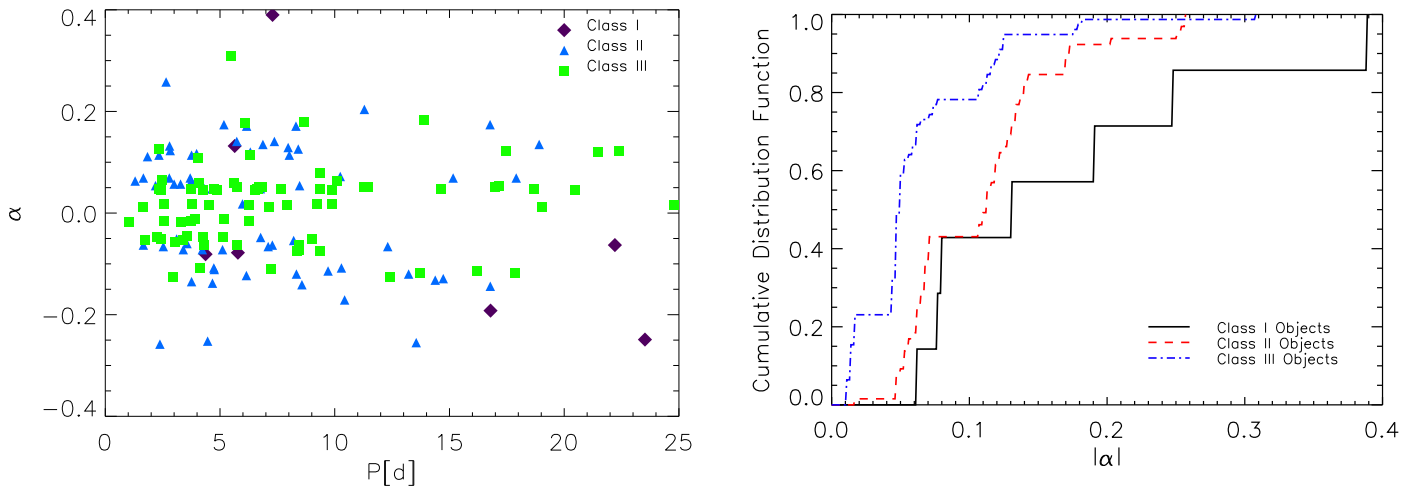 0.4
0.2
0.0
−0.2
−0.4
α
0 5 10 15 20 25
P[d]
Class I
Class II
Class III
1.0
0.8
0.6
0.4
0.2
0.0
Cumulative Distribution Function
0.0 0.1 0.2 0.3 0.4
|α|
Class I Objects
Class II Objects
Class III Objects